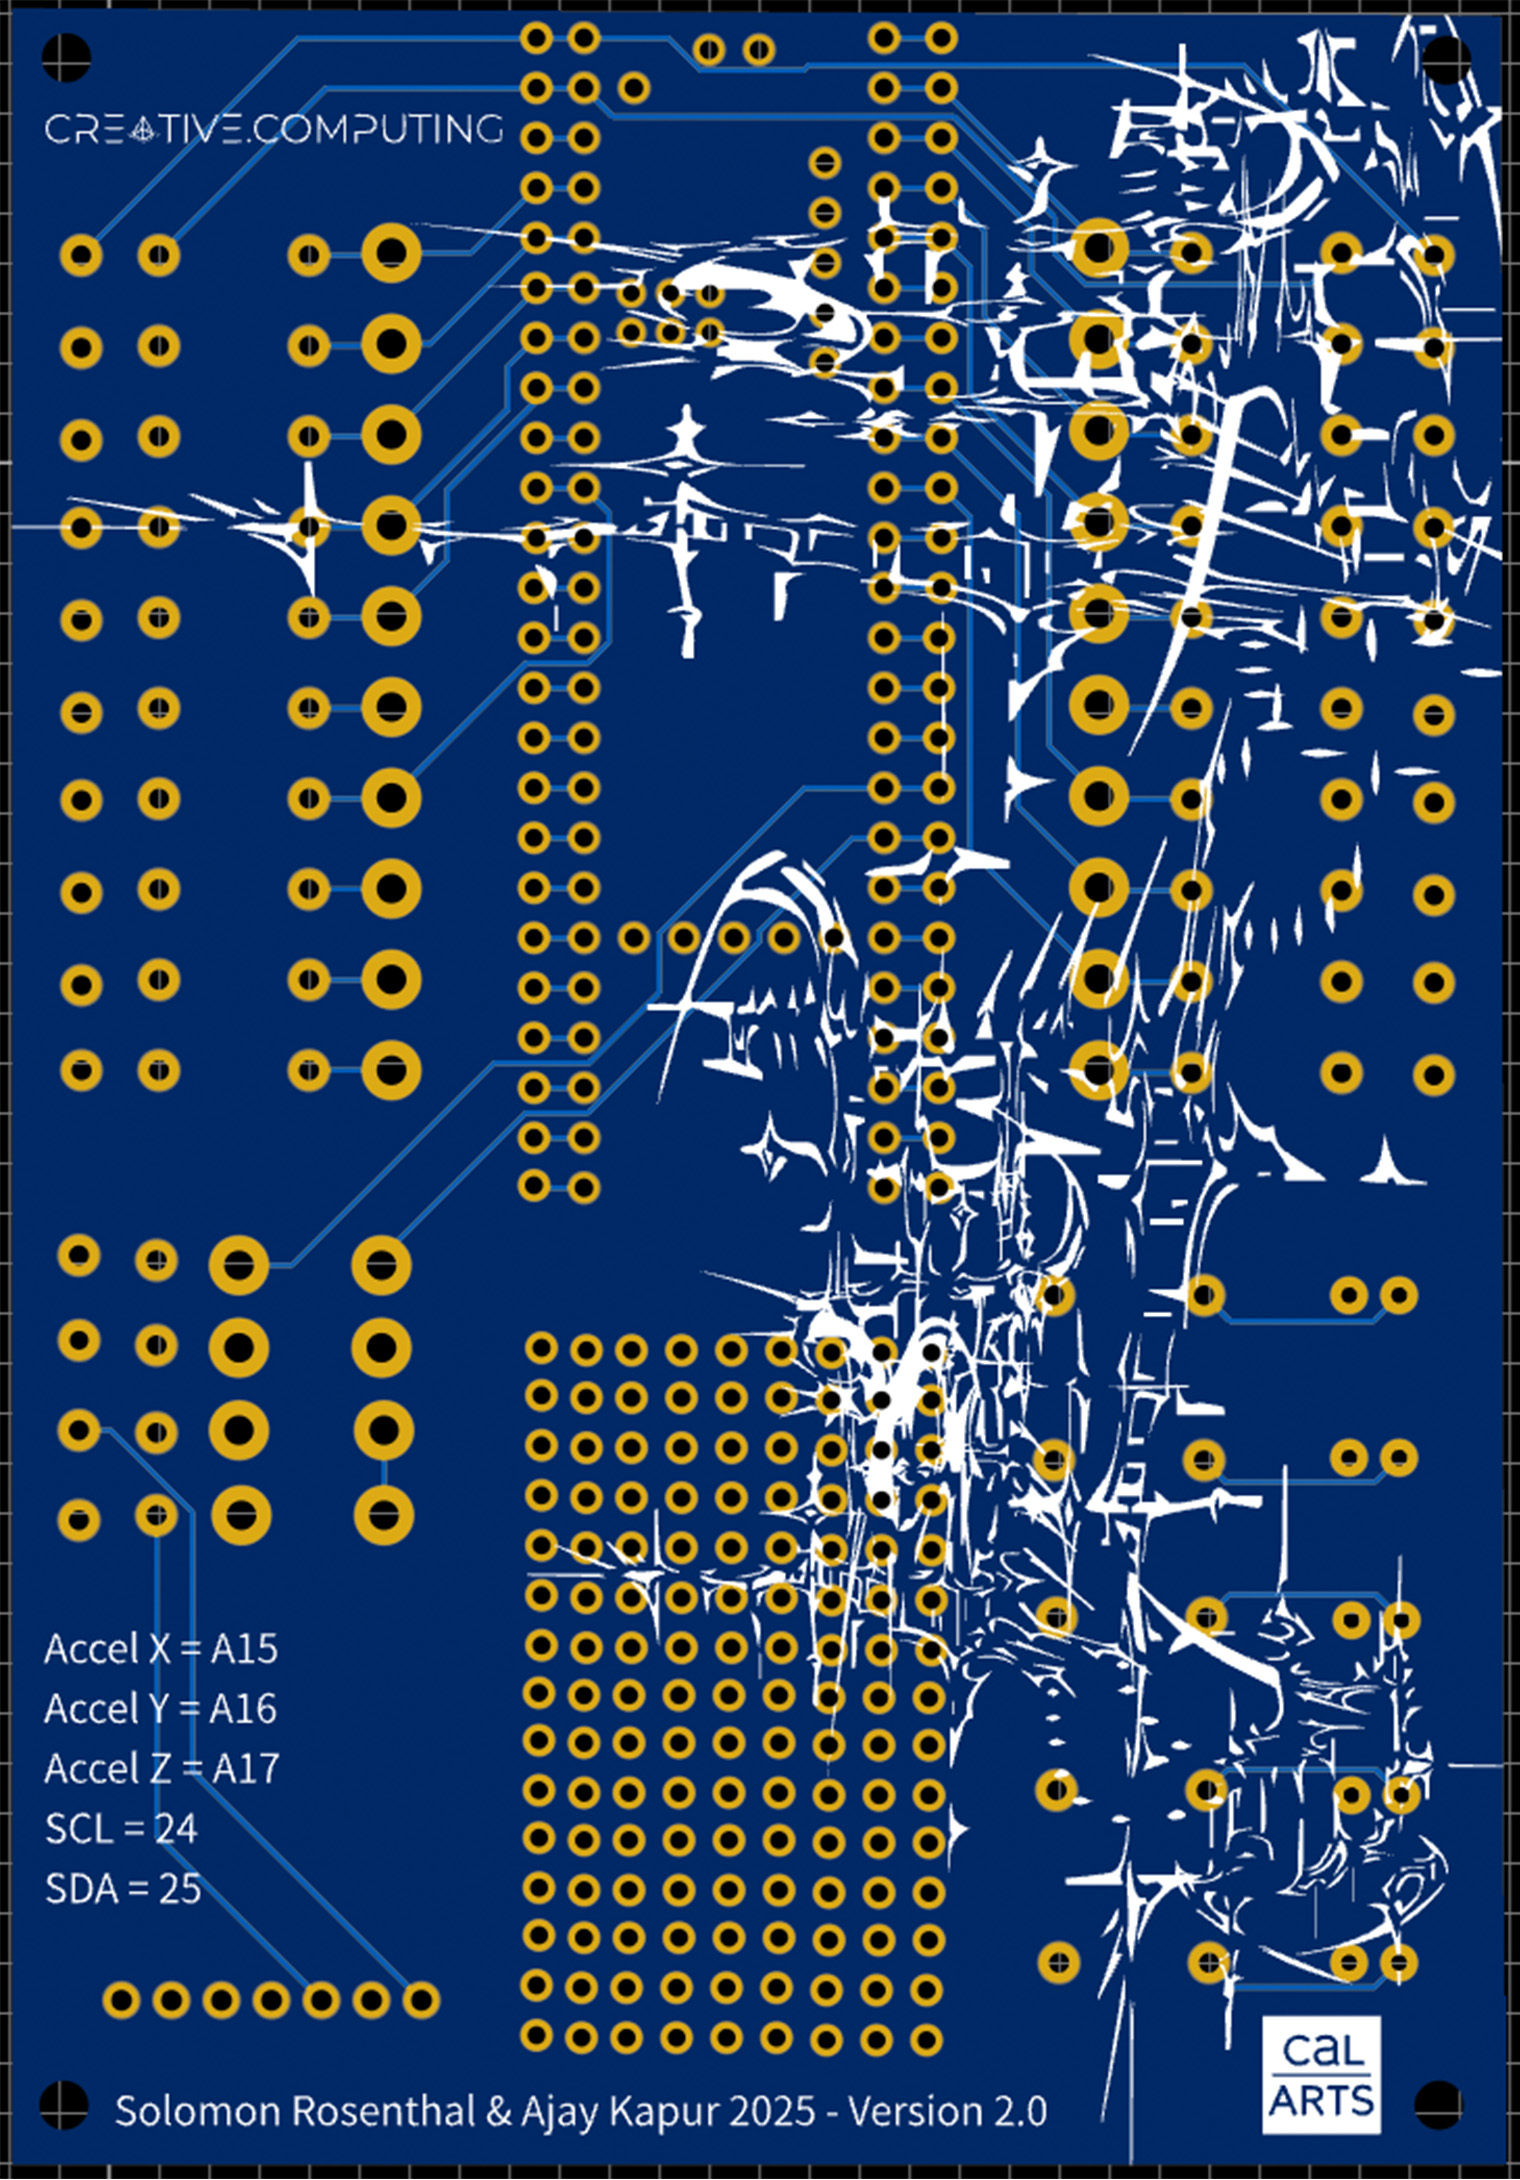 CREATIVE.COMPUTING
Accel X = A15
Accel Y = A16
Accel Z = A17
SCL = 24
SDA = 25
Solomon Rosenthal & Ajay Kapur 2025 - Version 2.0
CaL
ARTS